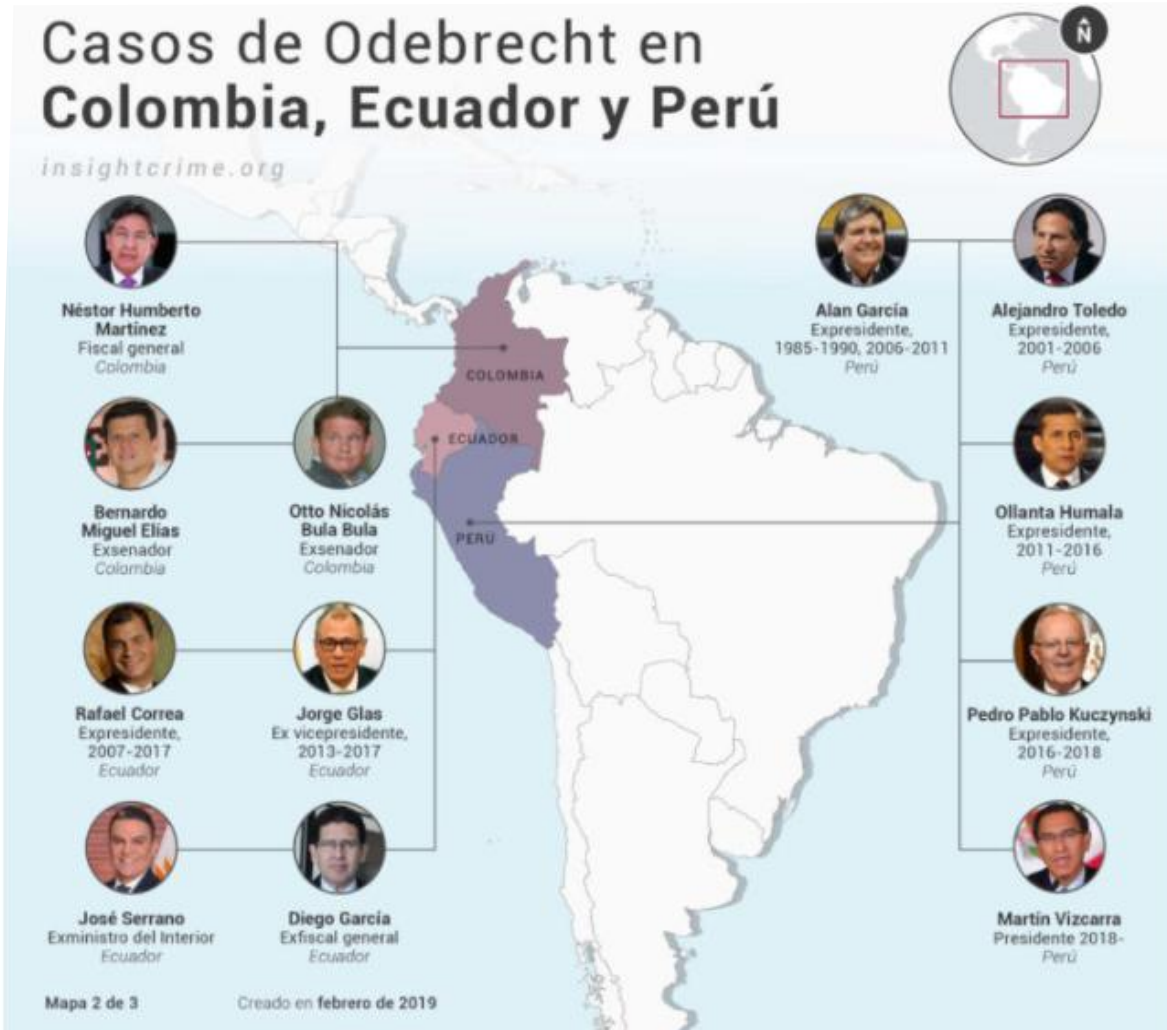 Casos de Odebrecht en
Colombia, Ecuador y Perú
insightcrime.org
N
Néstor Humberto
Martínez
Fiscal general
Colombia
Bernardo
Miguel Elías
Exsenador
Colombia
Otto Nicolás
Bula Bula
Exsenador
Colombia
Rafael Correa
Expresidente,
2007-2017
Ecuador
Jorge Glas
Ex vicepresidente,
2013-2017
Ecuador
José Serrano
Exministro del Interior
Ecuador
Diego García
Exfiscal general
Ecuador
COLOMBIA
ECUADOR
PERÚ
Alan García
Expresidente,
1985-1990, 2006-2011
Perú
Alejandro Toledo
Expresidente,
2001-2006
Perú
Ollanta Humala
Expresidente,
2011-2016
Perú
Pedro Pablo Kuczynski
Expresidente,
2016-2018
Perú
Martín Vizcarra
Presidente 2018-
Perú
Mapa 2 de 3
Creado en febrero de 2019